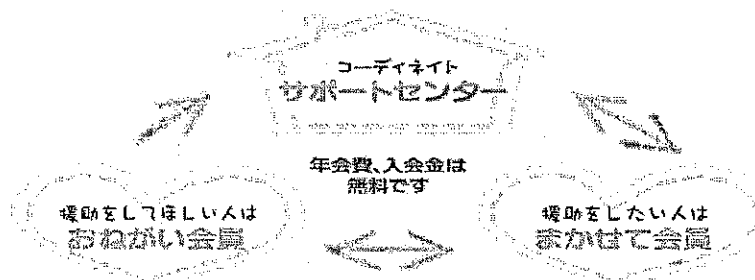 コーディネイト
サポートセンター
年会費、入会金は
無料です
援助をしてほしい人は
おねがい会員
援助をしたい人は
まかせて会員